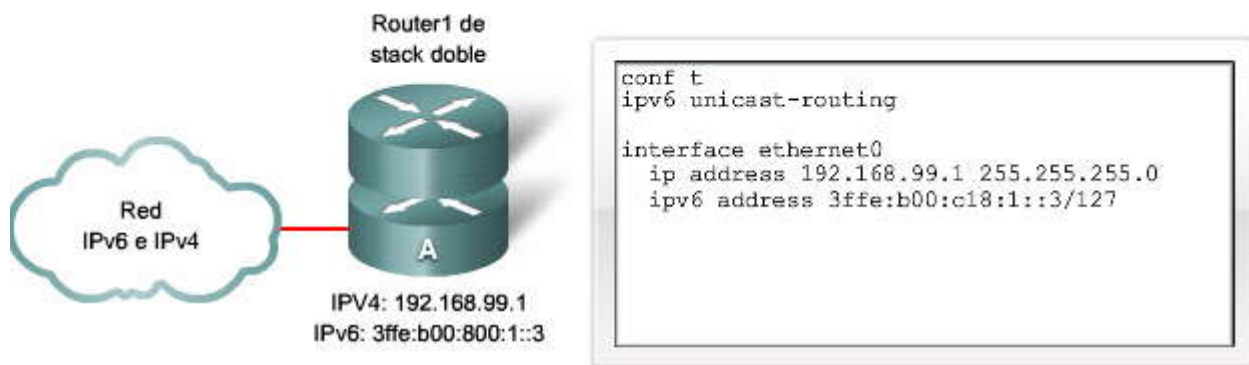 Router1 de
stack doble
Red
IPv6 e IPv4
A
IPV4: 192.168.99.1
IPv6: 3ffe:b00:800:1::3
conf t
ipv6 unicast-routing
interface ethernet0
ip address 192.168.99.1 255.255.255.0
ipv6 address 3ffe:b00:c18:1::3/127